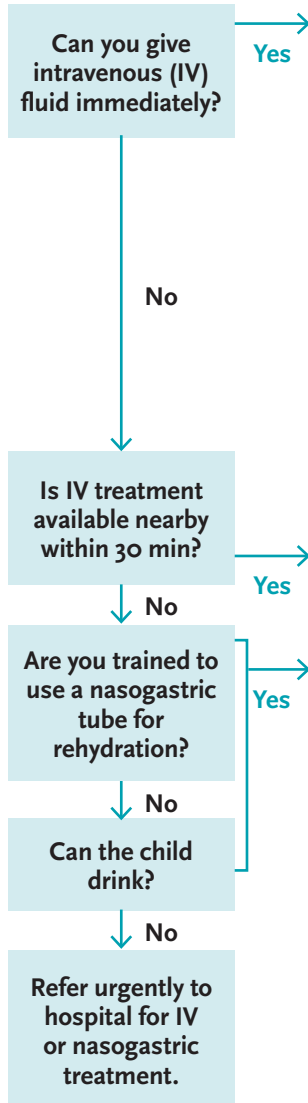 Can you give
intravenous (IV)
fluid immediately?
Yes
No
Is IV treatment
available nearby
within 30 min?
Yes
No
Are you trained to
use a nasogastric
tube for
rehydration?
Yes
No
Can the child
drink?
No
Refer urgently to
hospital for IV
or nasogastric
treatment.